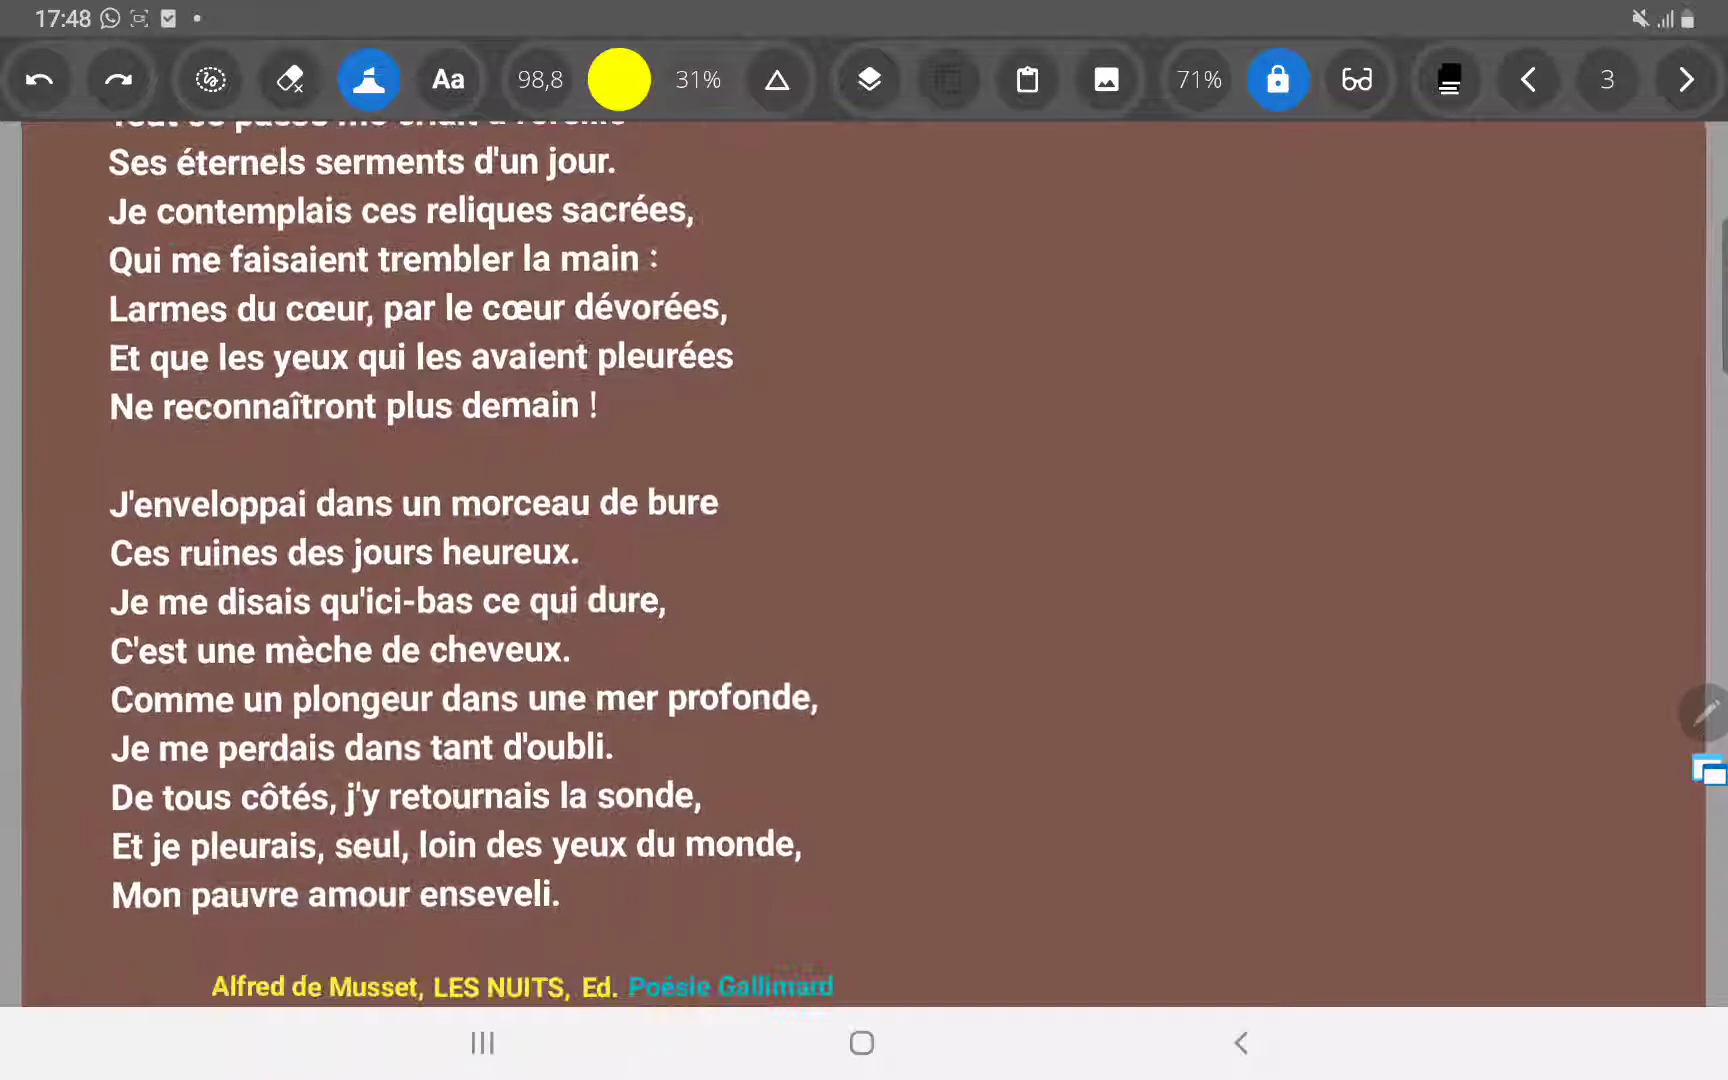 17:48
Aa 98,8 31% 71% 3
Ses éternels serments d'un jour.
Je contemplais ces reliques sacrées,
Qui me faisaient trembler la main :
Larmes du cœur, par le cœur dévorées,
Et que les yeux qui les avaient pleurées
Ne reconnaîtront plus demain !
J'enveloppai dans un morceau de bure
Ces ruines des jours heureux.
Je me disais qu'ici-bas ce qui dure,
C'est une mèche de cheveux.
Comme un plongeur dans une mer profonde,
Je me perdais dans tant d'oubli.
De tous côtés, j'y retournais la sonde,
Et je pleurais, seul, loin des yeux du monde,
Mon pauvre amour enseveli.
Alfred de Musset, LES NUITS, Ed. Poésie Gallimard